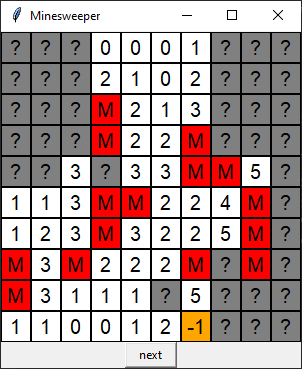 Minesweeper
? ? ? 0 0 0 1 ? ? ?
? ? ? 2 1 0 2 ? ? ?
? ? ? M 2 1 3 ? ? ?
? ? ? M 2 2 M ? ? ?
? ? 3 ? 3 3 M M 5 ?
1 1 3 M M 2 2 4 M ?
1 2 3 M 3 2 2 5 M ?
M 3 M 2 2 2 M ? M ?
M 3 1 1 1 ? 5 ? ? ?
1 1 0 0 1 2 -1 ? ? ?
next